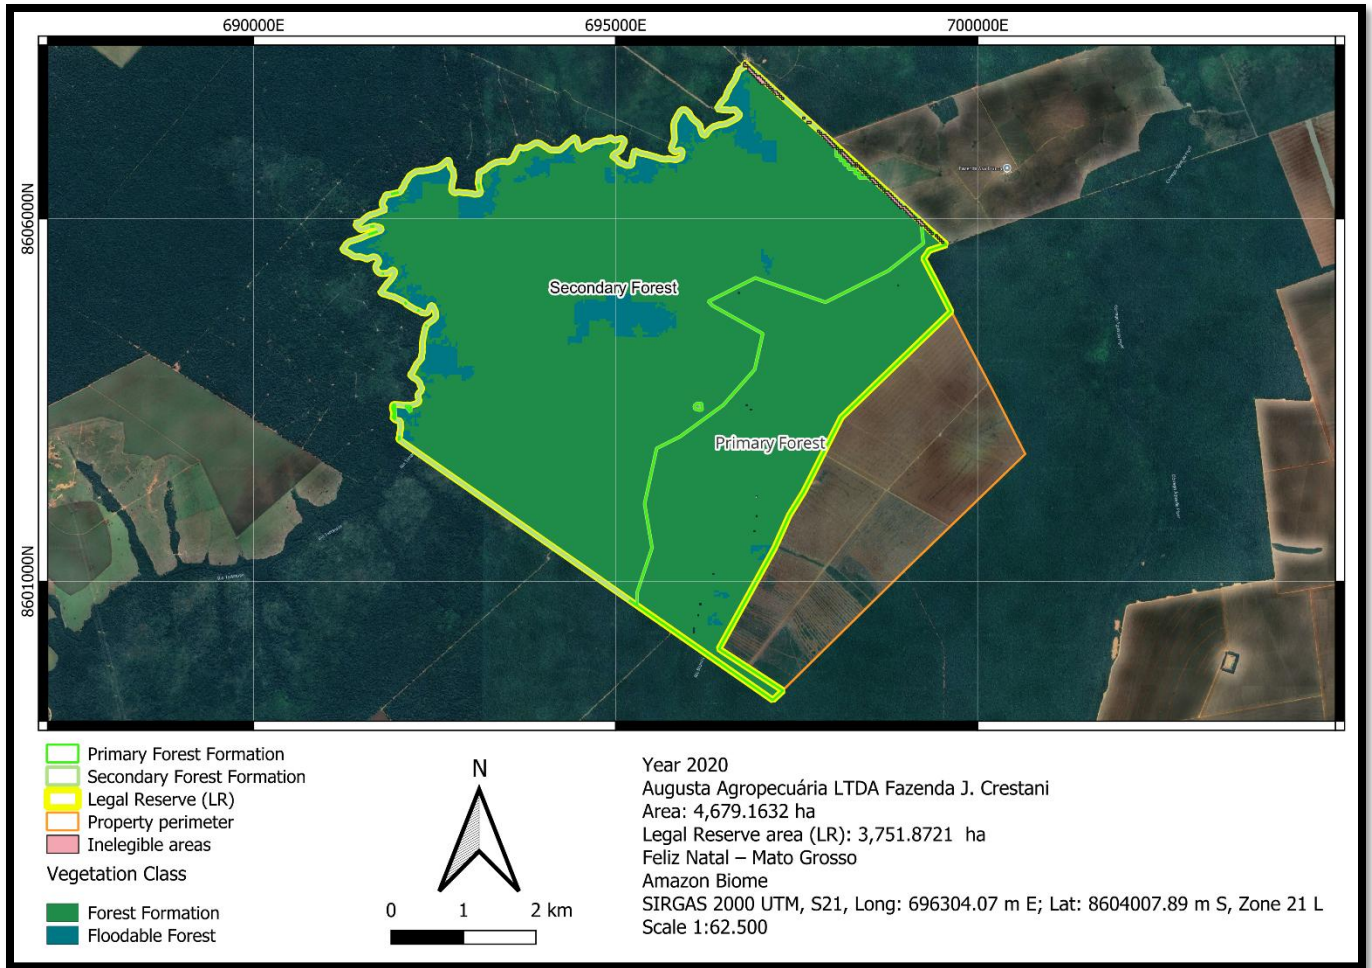 690000E
695000E
700000E
8606000N
8601000N
Secondary Forest
Primary Forest
Primary Forest Formation
Secondary Forest Formation
Legal Reserve (LR)
Property perimeter
Inelegible areas
Vegetation Class
Forest Formation
Floodable Forest
N
0 1 2 km
Year 2020
Augusta Agropecuária LTDA Fazenda J. Crestani
Area: 4,679.1632 ha
Legal Reserve area (LR): 3,751.8721 ha
Feliz Natal – Mato Grosso
Amazon Biome
SIRGAS 2000 UTM, S21, Long: 696304.07 m E; Lat: 8604007.89 m S, Zone 21 L
Scale 1:62.500